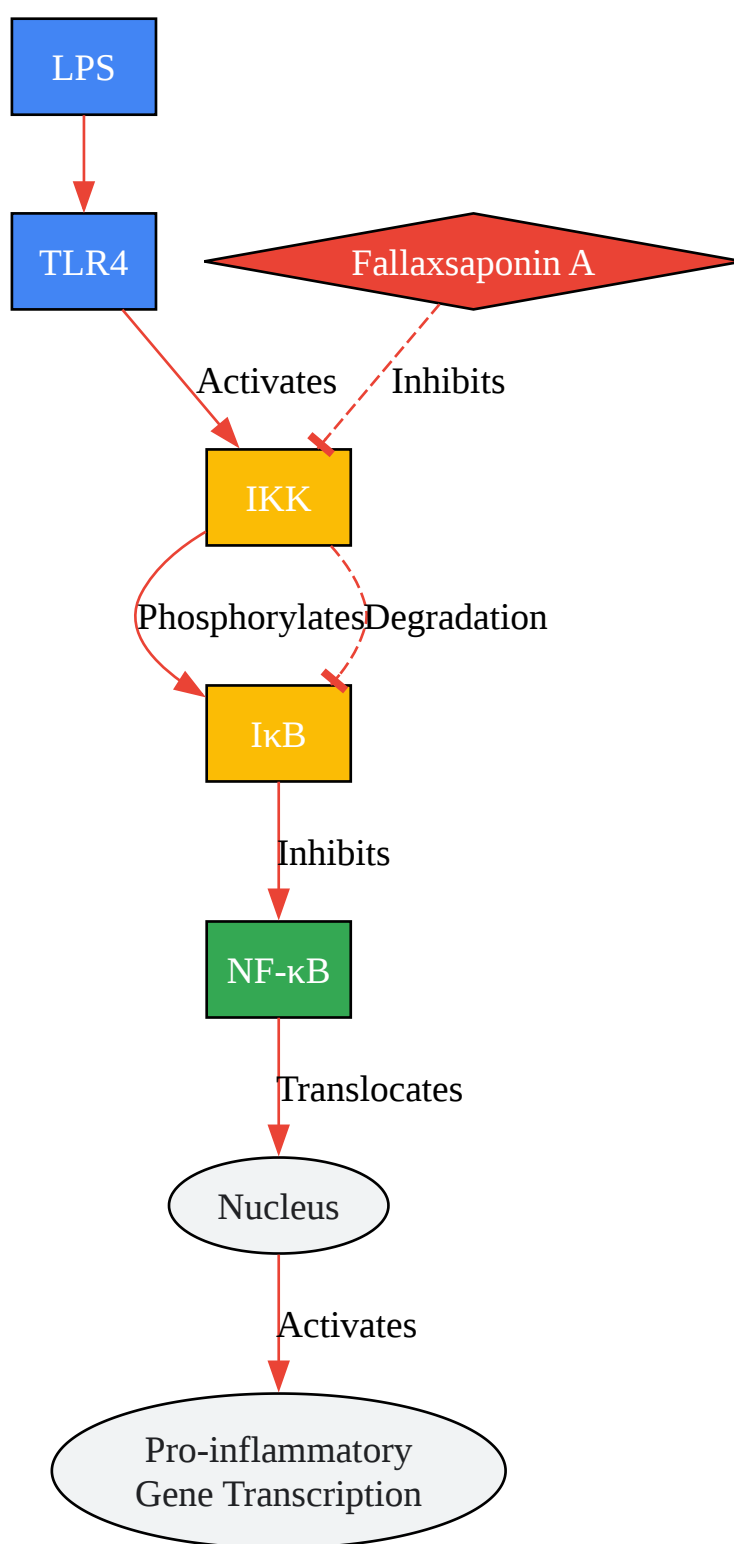 LPS
TLR4
Fallaxsaponin A
Activates
Inhibits
IKK
Phosphorylates
Degradation
IκB
Inhibits
NF-κB
Translocates
Nucleus
Activates
Pro-inflammatory
Gene Transcription